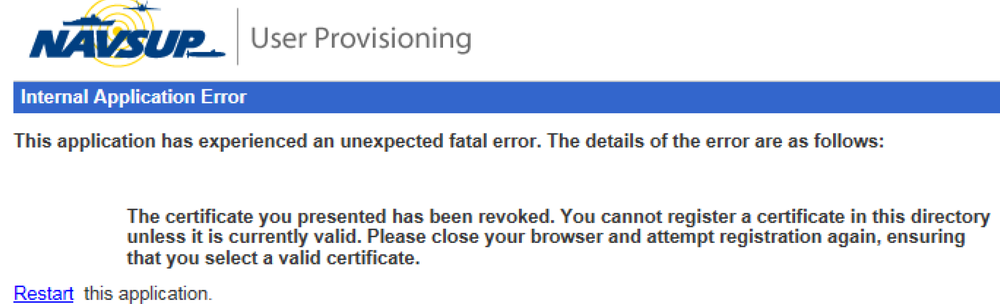 NAVSUP User Provisioning
Internal Application Error
This application has experienced an unexpected fatal error. The details of the error are as follows:
The certificate you presented has been revoked. You cannot register a certificate in this directory
unless it is currently valid. Please close your browser and attempt registration again, ensuring
that you select a valid certificate.
Restart this application.